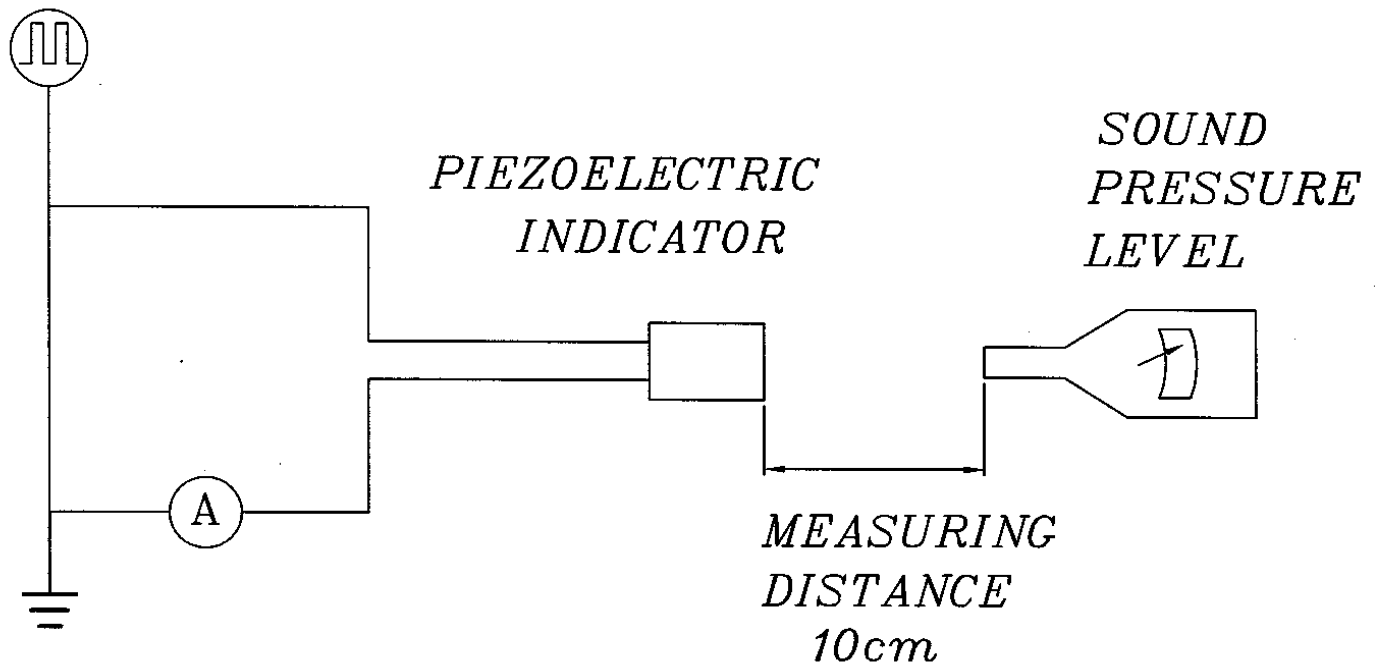 PIEZOELECTRIC
INDICATOR
SOUND
PRESSURE
LEVEL
A
MEASURING
DISTANCE
10cm